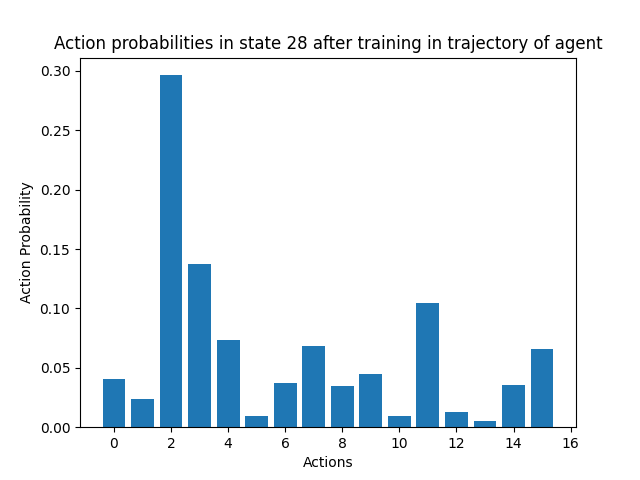 Action probabilities in state 28 after training in trajectory of agent
0.30
0.25
0.20
0.15
0.10
0.05
0.00
Action Probability
0 2 4 6 8 10 12 14 16
Actions